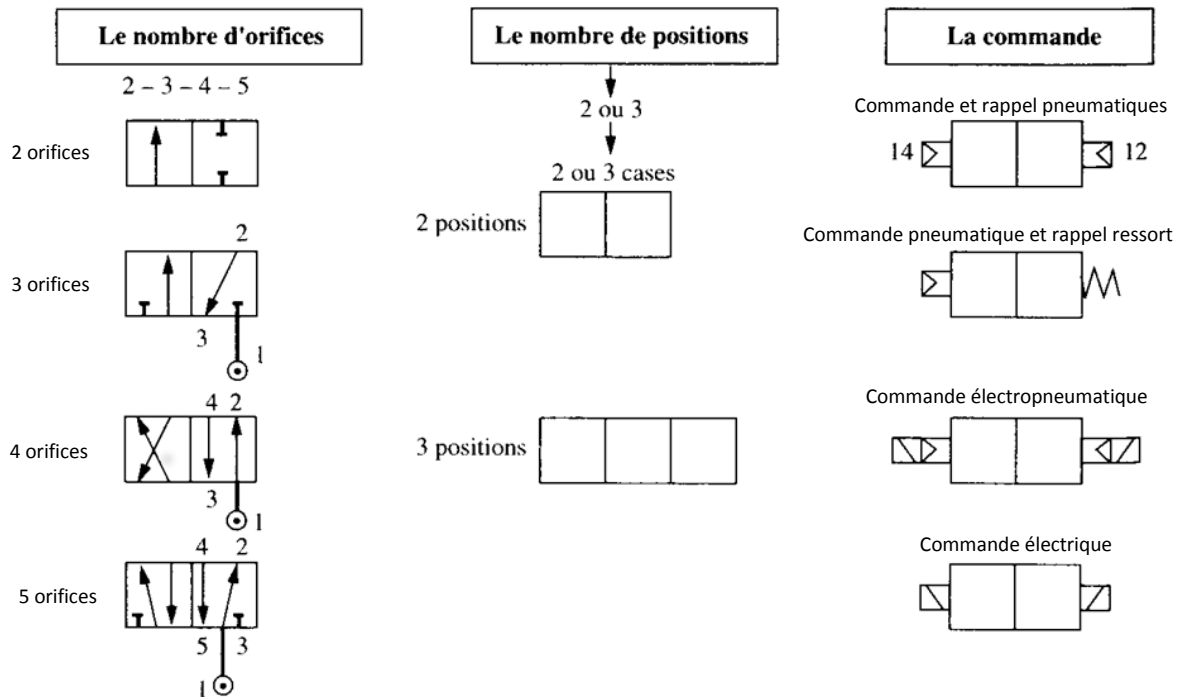 Le nombre d'orifices
2 – 3 – 4 – 5
2 orifices
3 orifices
2
3
1
4 orifices
4 2
3
1
5 orifices
4 2
5 3
1
Le nombre de positions
2 ou 3
2 ou 3 cases
2 positions
3 positions
La commande
Commande et rappel pneumatiques
14 12
Commande pneumatique et rappel ressort
Commande électropneumatique
Commande électrique